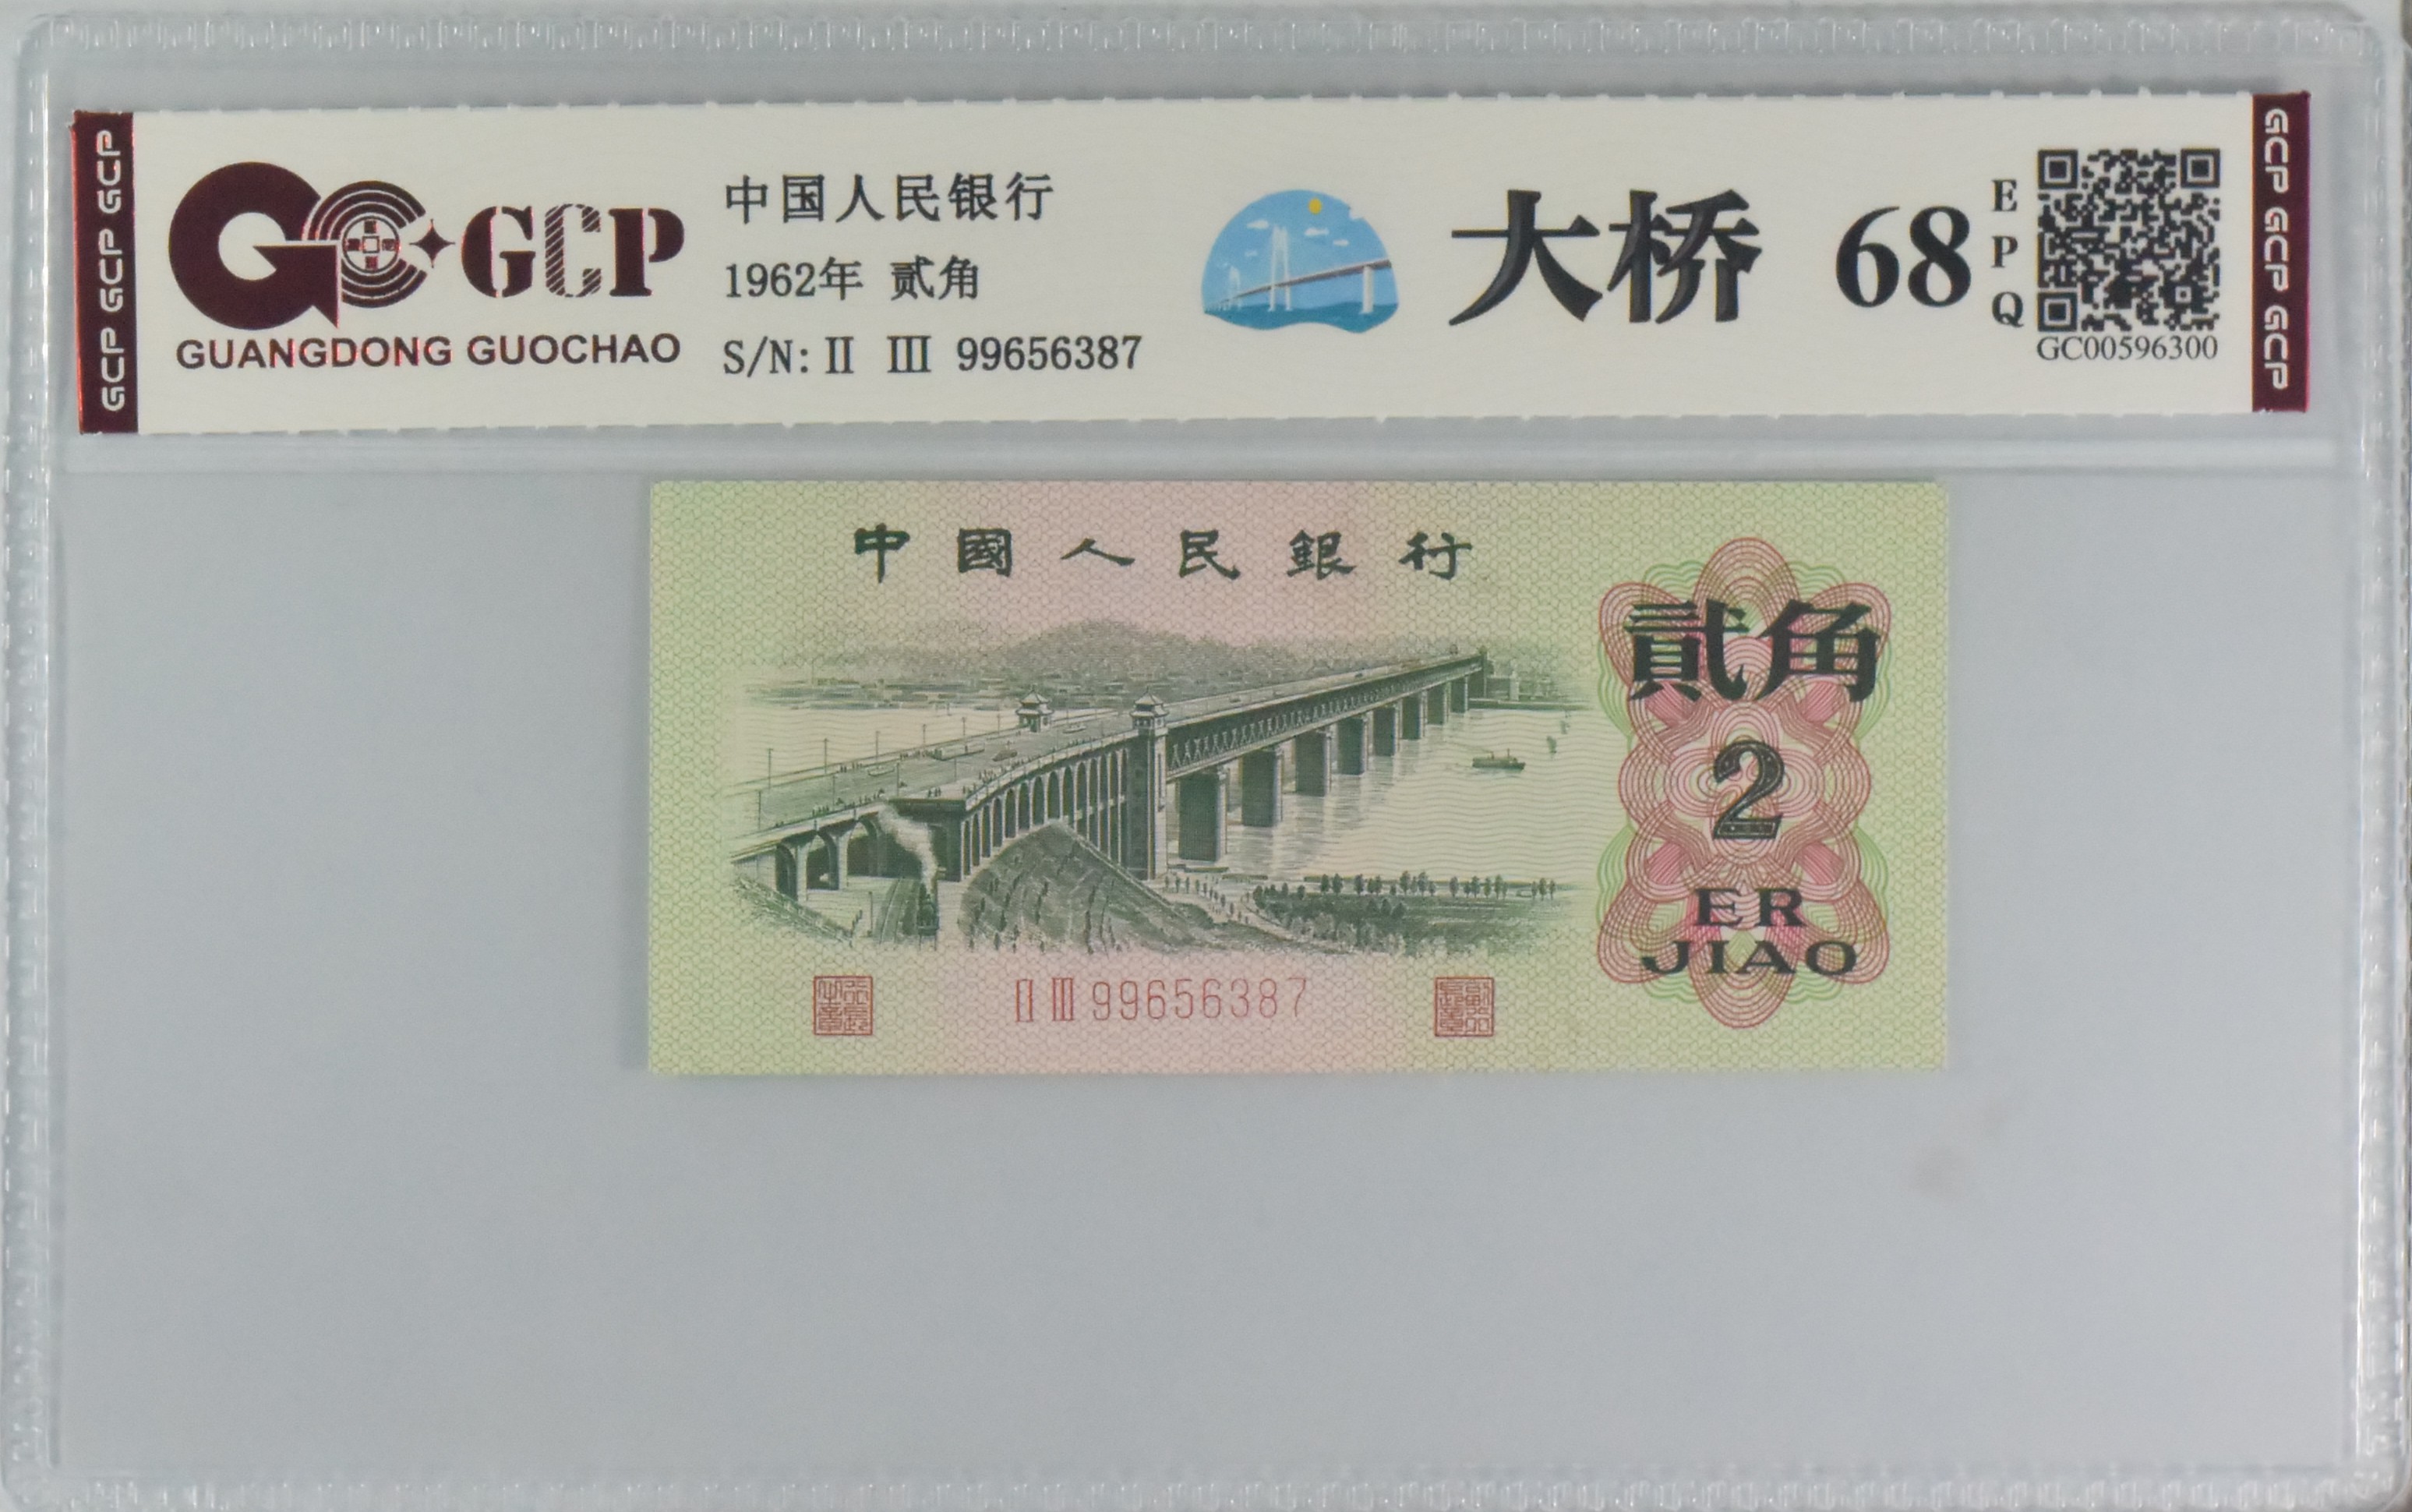 GCP GCP GCP
GCP
GUANGDONG GUOCHAO
中国人民银行
1962年 贰角
S/N: II III 99656387
大桥 68
EPQ
GC00596300
GCP GCP GCP
中國人民銀行
貳角
2
ER
JIAO
II III 99656387